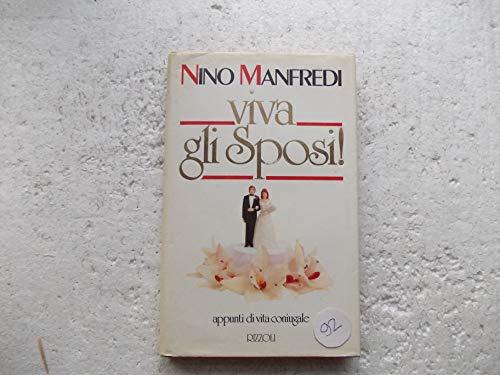 NINO MANFREDI
viva
gli Sposi!
appunti di vita coniugale
92
RIZZOLI